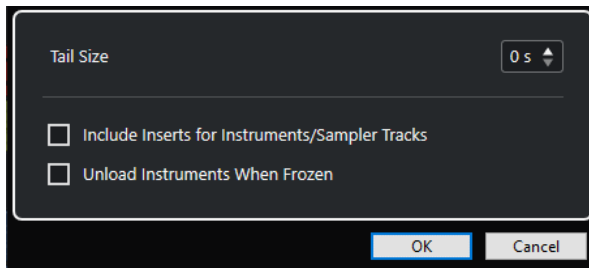 Tail Size
0 s
Include Inserts for Instruments/Sampler Tracks
Unload Instruments When Frozen
OK
Cancel